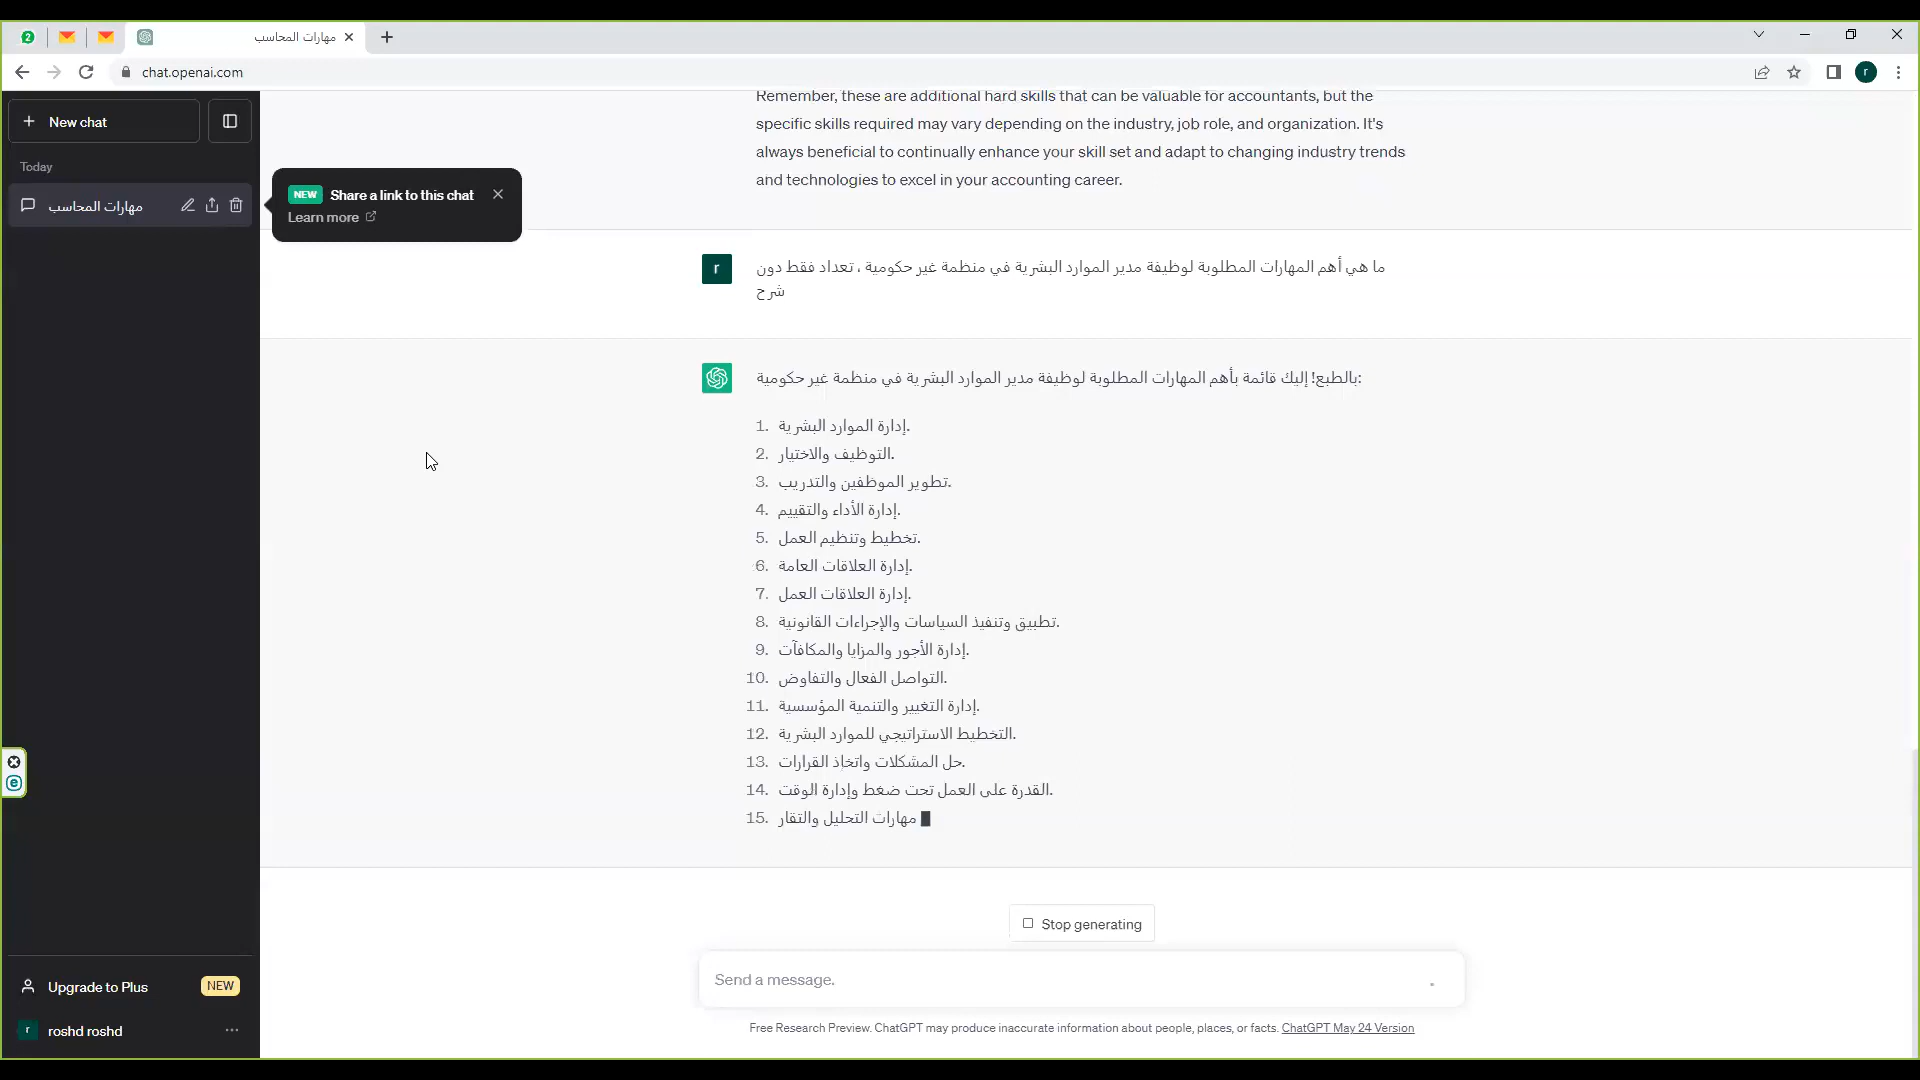 2
مهارات المحاسب
chat.openai.com
r
New chat
Today
مهارات المحاسب
NEW Share a link to this chat
Learn more
Remember, these are additional hard skills that can be valuable for accountants, but the
specific skills required may vary depending on the industry, job role, and organization. It's
always beneficial to continually enhance your skill set and adapt to changing industry trends
and technologies to excel in your accounting career.
r
ما هي أهم المهارات المطلوبة لوظيفة مدير الموارد البشرية في منظمة غير حكومية ، تعداد فقط دون
شرح
بالطبع! إليك قائمة بأهم المهارات المطلوبة لوظيفة مدير الموارد البشرية في منظمة غير حكومية:
1. إدارة الموارد البشرية.
2. التوظيف والاختيار.
3. تطوير الموظفين والتدريب.
4. إدارة الأداء والتقييم.
5. تخطيط وتنظيم العمل.
6. إدارة العلاقات العامة.
7. إدارة العلاقات العمل.
8. تطبيق وتنفيذ السياسات والإجراءات القانونية.
9. إدارة الأجور والمزايا والمكافآت.
10. التواصل الفعال والتفاوض.
11. إدارة التغيير والتنمية المؤسسية.
12. التخطيط الاستراتيجي للموارد البشرية.
13. حل المشكلات واتخاذ القرارات.
14. القدرة على العمل تحت ضغط وإدارة الوقت.
15. مهارات التحليل والتقار
Stop generating
Send a message.
Free Research Preview. ChatGPT may produce inaccurate information about people, places, or facts. ChatGPT May 24 Version
Upgrade to Plus NEW
r roshd roshd